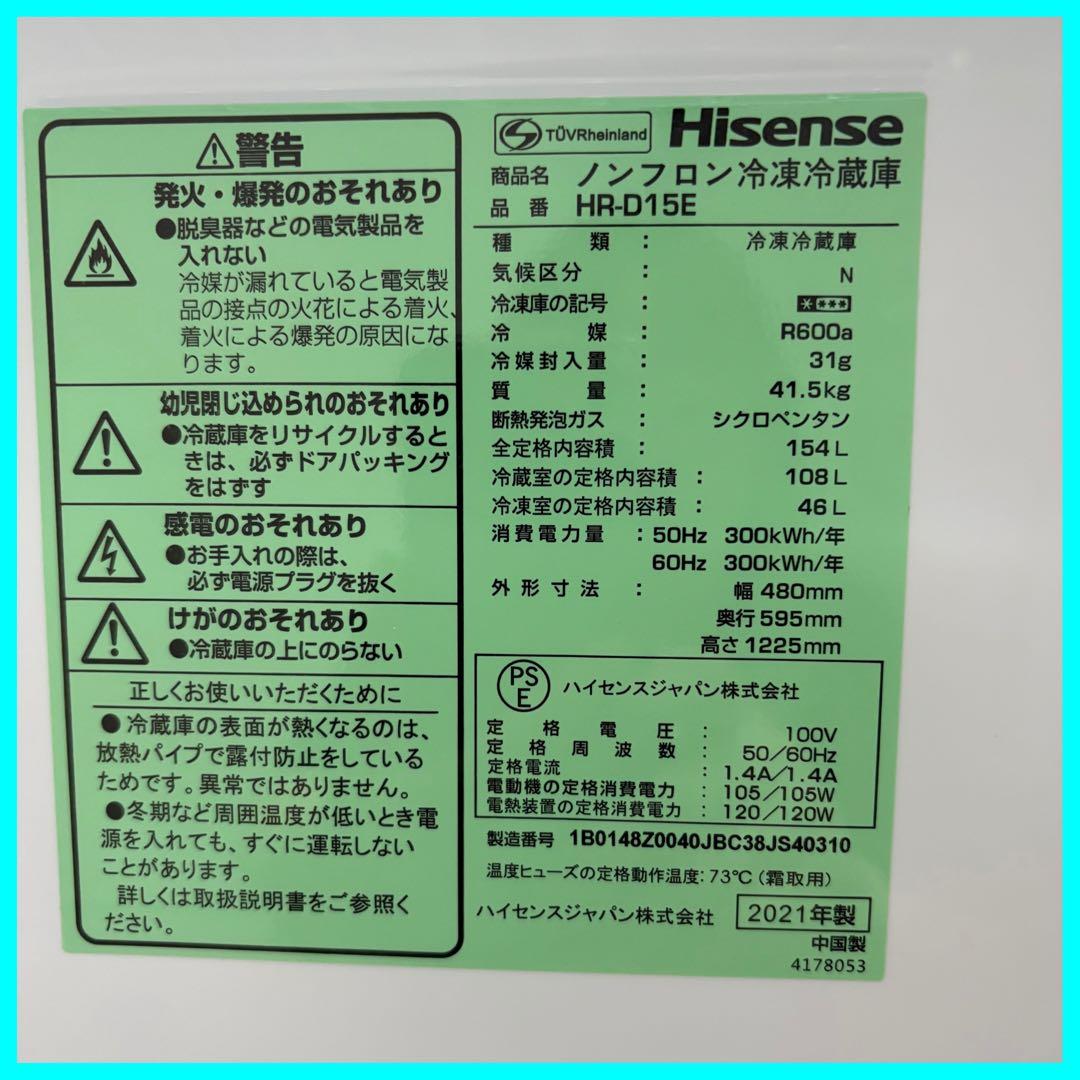 ⚠警告
発火・爆発のおそれあり
●脱臭器などの電気製品を
入れない
冷媒が漏れていると電気製
品の接点の火花による着火、
着火による爆発の原因にな
ります。
幼児閉じ込められのおそれあり
●冷蔵庫をリサイクルすると
きは、必ずドアパッキング
をはずす
感電のおそれあり
●お手入れの際は、
必ず電源プラグを抜く
けがのおそれあり
●冷蔵庫の上にのらない
正しくお使いいただくために
●冷蔵庫の表面が熱くなるのは、
放熱パイプで露付防止をしている
ためです。異常ではありません。
●冬期など周囲温度が低いとき電
源を入れても、すぐに運転しない
ことがあります。
詳しくは取扱説明書をご参照く
ださい。
TÜVRheinland Hisense
商品名 ノンフロン冷凍冷蔵庫
品番 HR-D15E
種類 : 冷凍冷蔵庫
気候区分 : N
冷凍庫の記号 : ****
冷媒 : R600a
冷媒封入量 : 31g
質量 : 41.5kg
断熱発泡ガス : シクロペンタン
全定格内容積 : 154L
冷蔵室の定格内容積 : 108L
冷凍室の定格内容積 : 46L
消費電力量 : 50Hz 300kWh/年
60Hz 300kWh/年
外形寸法 : 幅480mm
奥行595mm
高さ1225mm
PSE ハイセンスジャパン株式会社
定格電圧 : 100V
定格周波数 : 50/60Hz
定格電流 : 1.4A/1.4A
電動機の定格消費電力 : 105/105W
電熱装置の定格消費電力 : 120/120W
製造番号 1B0148Z0040JBC38JS40310
温度ヒューズの定格動作温度:73℃(霜取用)
ハイセンスジャパン株式会社 2021年製
中国製
4178053